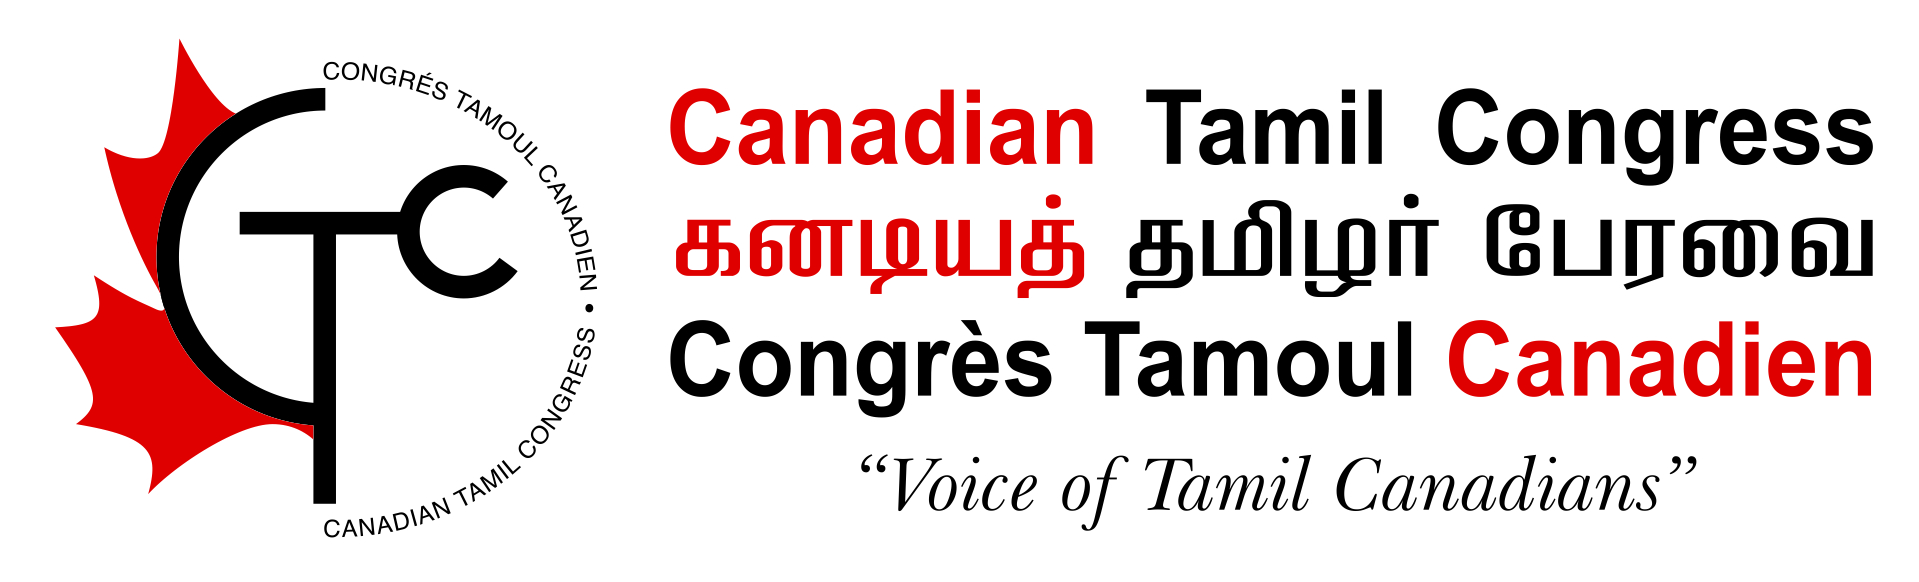 CONGRÉS TAMOUL CANADIEN •
CANADIAN TAMIL CONGRESS
CTC
Canadian Tamil Congress
கனடியத் தமிழர் பேரவை
Congrès Tamoul Canadien
“Voice of Tamil Canadians”